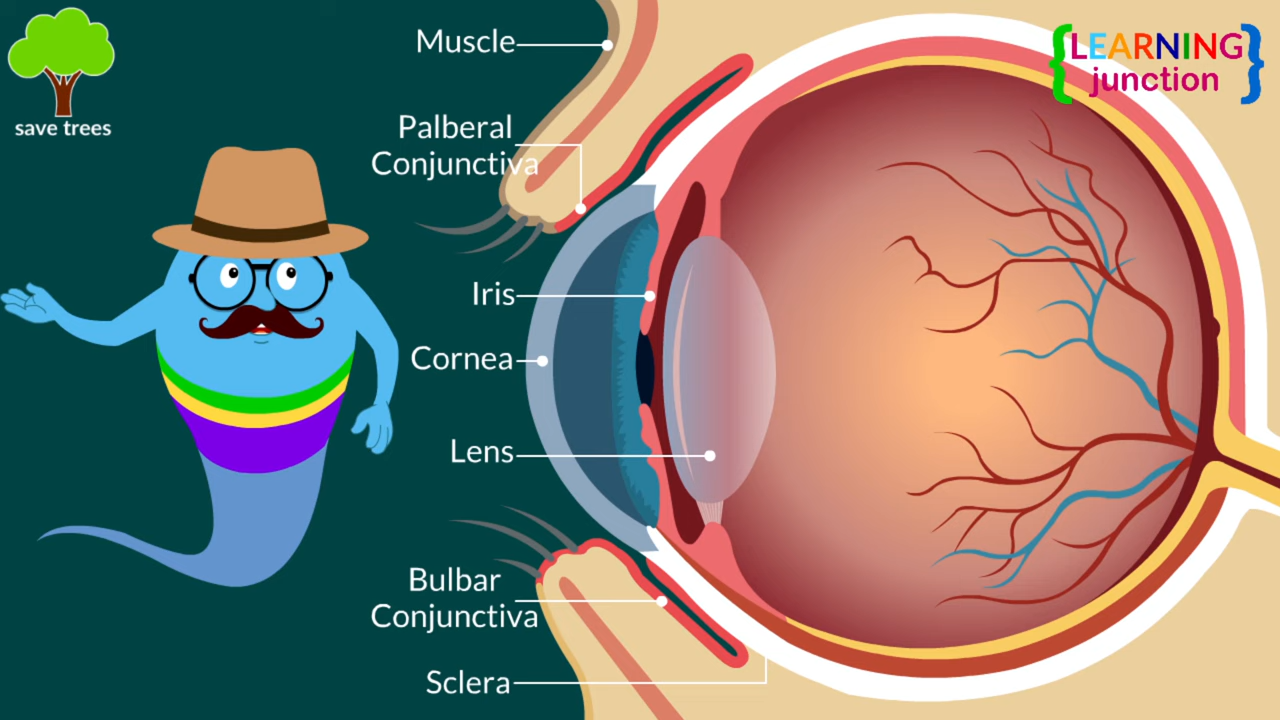 save trees
{LEARNING
junction}
Muscle
Palberal
Conjunctiva
Iris
Cornea
Lens
Bulbar
Conjunctiva
Sclera